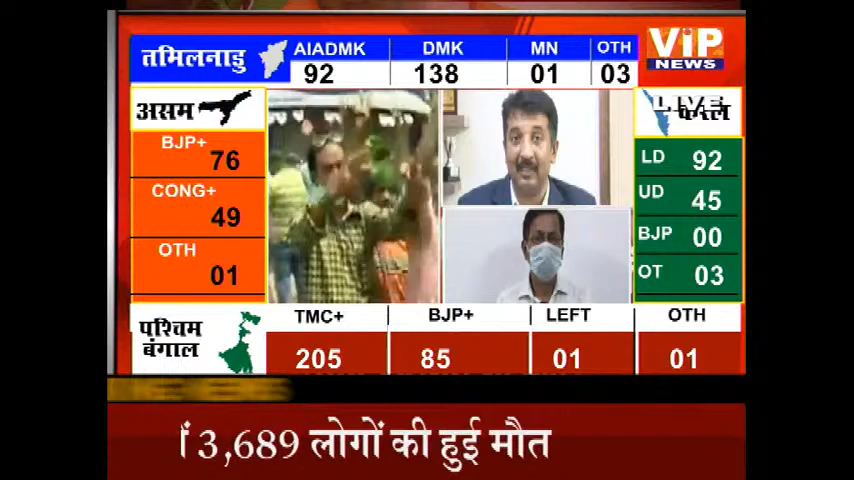 तमिलनाडु
AIADMK DMK MN OTH
92 138 01 03
ViP
NEWS
असम
BJP+
76
CONG+
49
OTH
01
LIVE
LD 92
UD 45
BJP 00
OT 03
पश्चिम
बंगाल
TMC+ BJP+ LEFT OTH
205 85 01 01
3,689 लोगों की हुई मौत